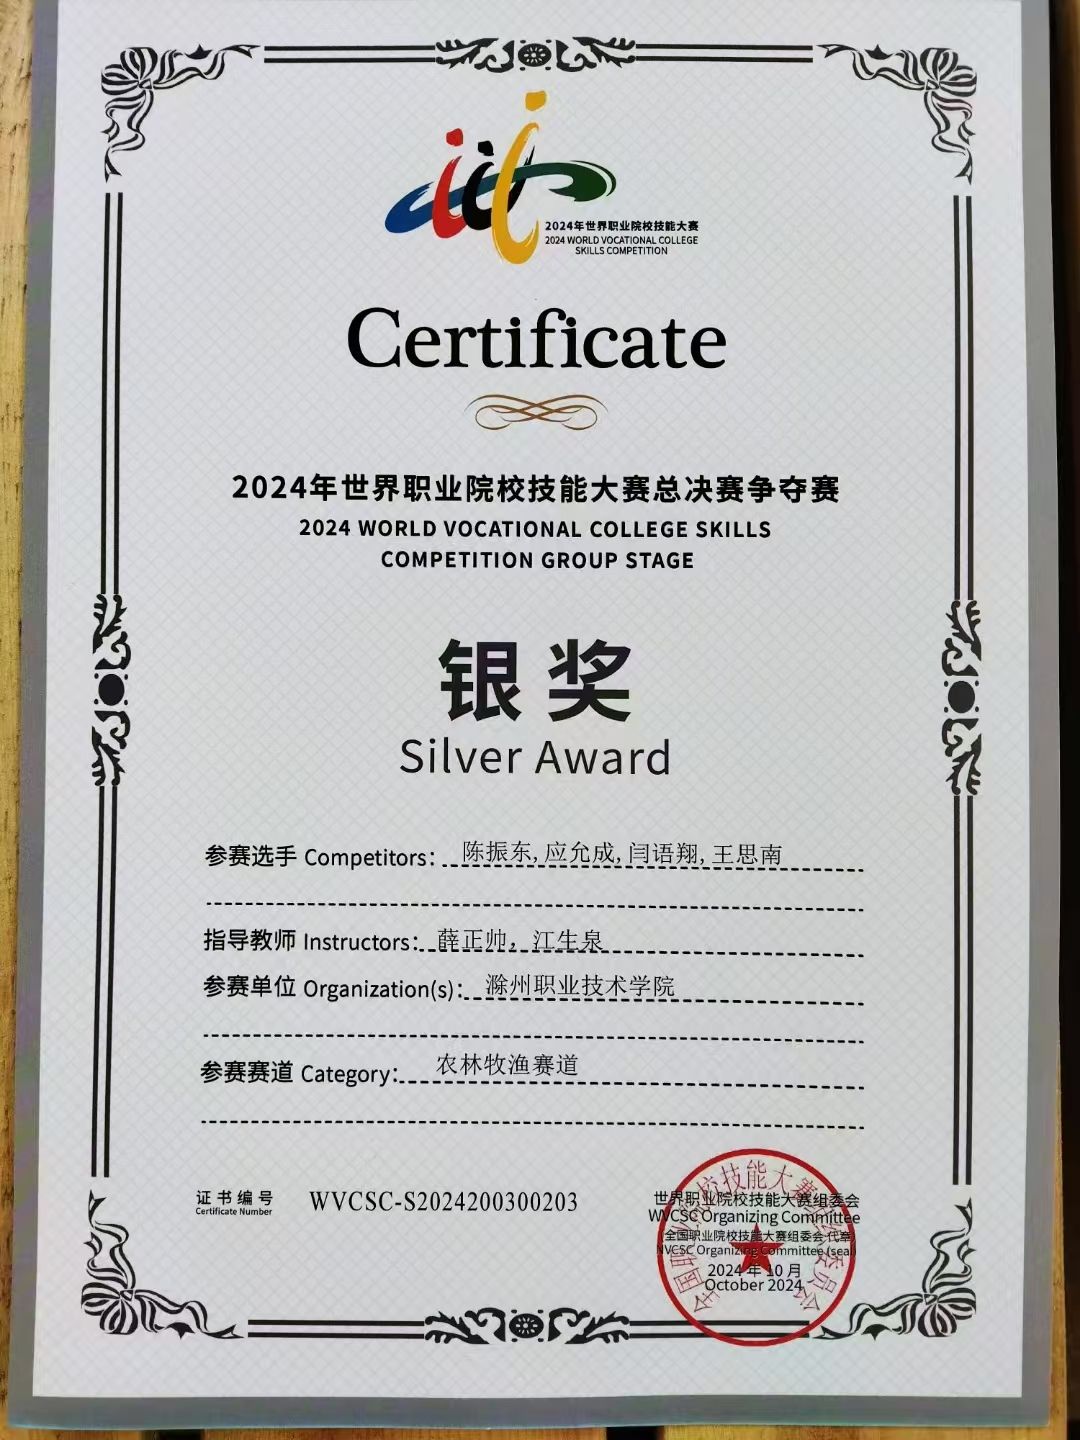 2024年世界职业院校技能大赛
2024 WORLD VOCATIONAL COLLEGE
SKILLS COMPETITION
Certificate
2024年世界职业院校技能大赛总决赛争夺赛
2024 WORLD VOCATIONAL COLLEGE SKILLS
COMPETITION GROUP STAGE
银奖
Silver Award
参赛选手 Competitors: 陈振东,应允成,闫语翔,王思南
指导教师 Instructors: 薛正帅，江生泉
参赛单位 Organization(s): 滁州职业技术学院
参赛赛道 Category: 农林牧渔赛道
证书编号
Certificate Number
WVCSC-S2024200300203
世界职业院校技能大赛组委会
WVCSC Organizing Committee
(全国职业院校技能大赛组委会代章)
NVCSC Organizing Committee (seal)
2024年10月
October 2024